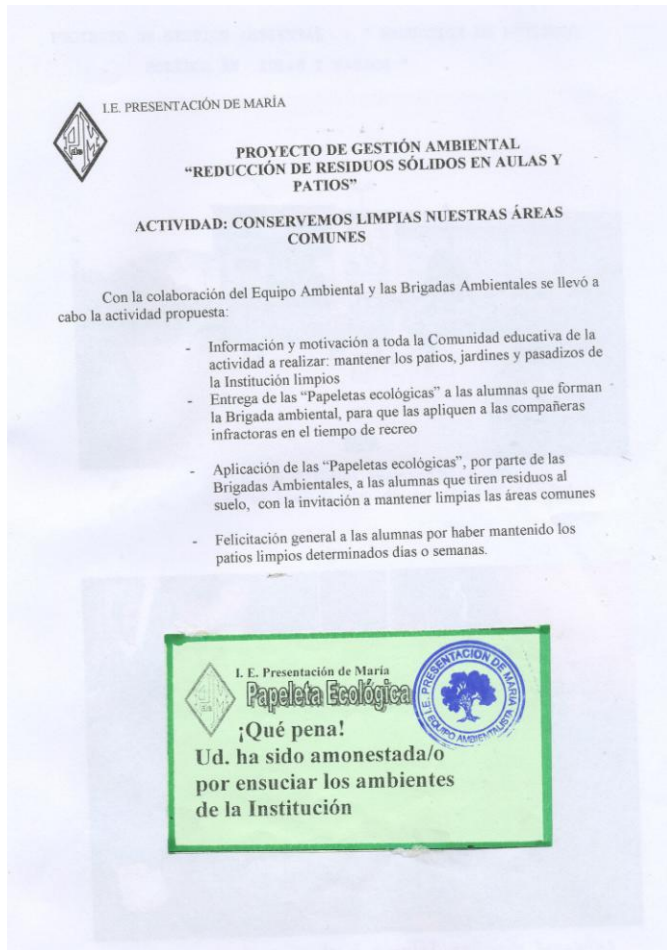 I.E. PRESENTACIÓN DE MARÍA
PROYECTO DE GESTIÓN AMBIENTAL
“REDUCCIÓN DE RESIDUOS SÓLIDOS EN AULAS Y
PATIOS”
ACTIVIDAD: CONSERVEMOS LIMPIAS NUESTRAS ÁREAS
COMUNES
Con la colaboración del Equipo Ambiental y las Brigadas Ambientales se llevó a
cabo la actividad propuesta:
- Información y motivación a toda la Comunidad educativa de la
actividad a realizar: mantener los patios, jardines y pasadizos de
la Institución limpios
- Entrega de las “Papeletas ecológicas” a las alumnas que forman
la Brigada ambiental, para que las apliquen a las compañeras
infractoras en el tiempo de recreo
- Aplicación de las “Papeletas ecológicas”, por parte de las
Brigadas Ambientales, a las alumnas que tiren residuos al
suelo, con la invitación a mantener limpias las áreas comunes
- Felicitación general a las alumnas por haber mantenido los
patios limpios determinados días o semanas.
I. E. Presentación de María
Papeleta Ecológica
¡Qué pena!
Ud. ha sido amonestada/o
por ensuciar los ambientes
de la Institución
I.E. PRESENTACION DE MARIA
EQUIPO AMBIENTALISTA